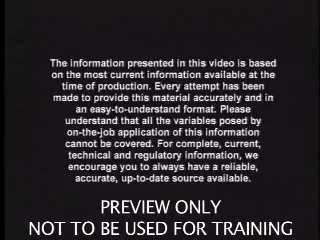 The information presented in this video is based
on the most current information available at the
time of production. Every attempt has been
made to provide this material accurately and in
an easy-to-understand format. Please
understand that all the variables posed by
on-the-job application of this information
cannot be covered. For complete, current,
technical and regulatory information, we
encourage you to always have a reliable,
accurate, up-to-date source available.
PREVIEW ONLY
NOT TO BE USED FOR TRAINING